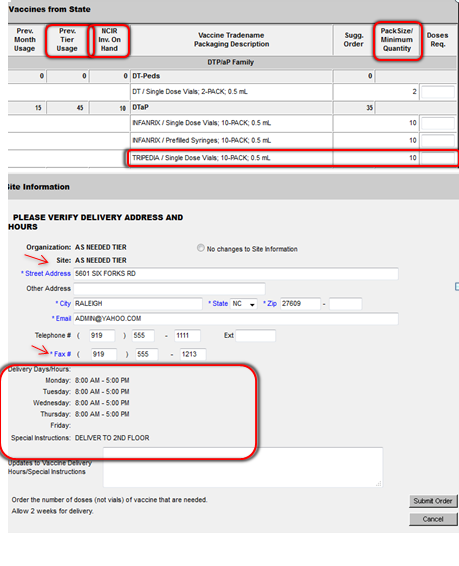 Vaccines from State
Prev. Month Usage Prev. Tier Usage NCIR Inv. On Hand Vaccine Tradename Packaging Description Sugg. Order PackSize/ Minimum Quantity Doses Req.
DTP/aP Family
0 0 0 DT-Peds 0
DT / Single Dose Vials; 2-PACK; 0.5 mL 2
15 45 10 DTaP 35
INFANRIX / Single Dose Vials; 10-PACK; 0.5 mL 10
INFANRIX / Prefilled Syringes; 10-PACK; 0.5 mL 10
TRIPEDIA / Single Dose Vials; 10-PACK; 0.5 mL 10
Site Information
PLEASE VERIFY DELIVERY ADDRESS AND
HOURS
Organization: AS NEEDED TIER No changes to Site Information
Site: AS NEEDED TIER
* Street Address 5601 SIX FORKS RD
Other Address
* City RALEIGH * State NC * Zip 27609 -
* Email ADMIN@YAHOO.COM
Telephone # ( 919 ) 555 - 1111 Ext
* Fax # ( 919 ) 555 - 1213
Delivery Days/Hours:
Monday: 8:00 AM - 5:00 PM
Tuesday: 8:00 AM - 5:00 PM
Wednesday: 8:00 AM - 5:00 PM
Thursday: 8:00 AM - 5:00 PM
Friday:
Special Instructions: DELIVER TO 2ND FLOOR
Updates to Vaccine Delivery
Hours/Special Instructions
Order the number of doses (not vials) of vaccine that are needed.
Allow 2 weeks for delivery.
Submit Order
Cancel